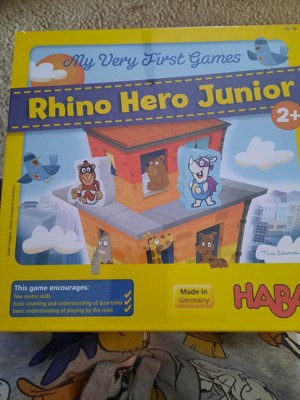 My Very First Games
Rhino Hero Junior
2+
This game encourages:
fine motor skills
basic counting and understanding of quantities
basic understanding of playing by the rules
Made in
Germany
HABA